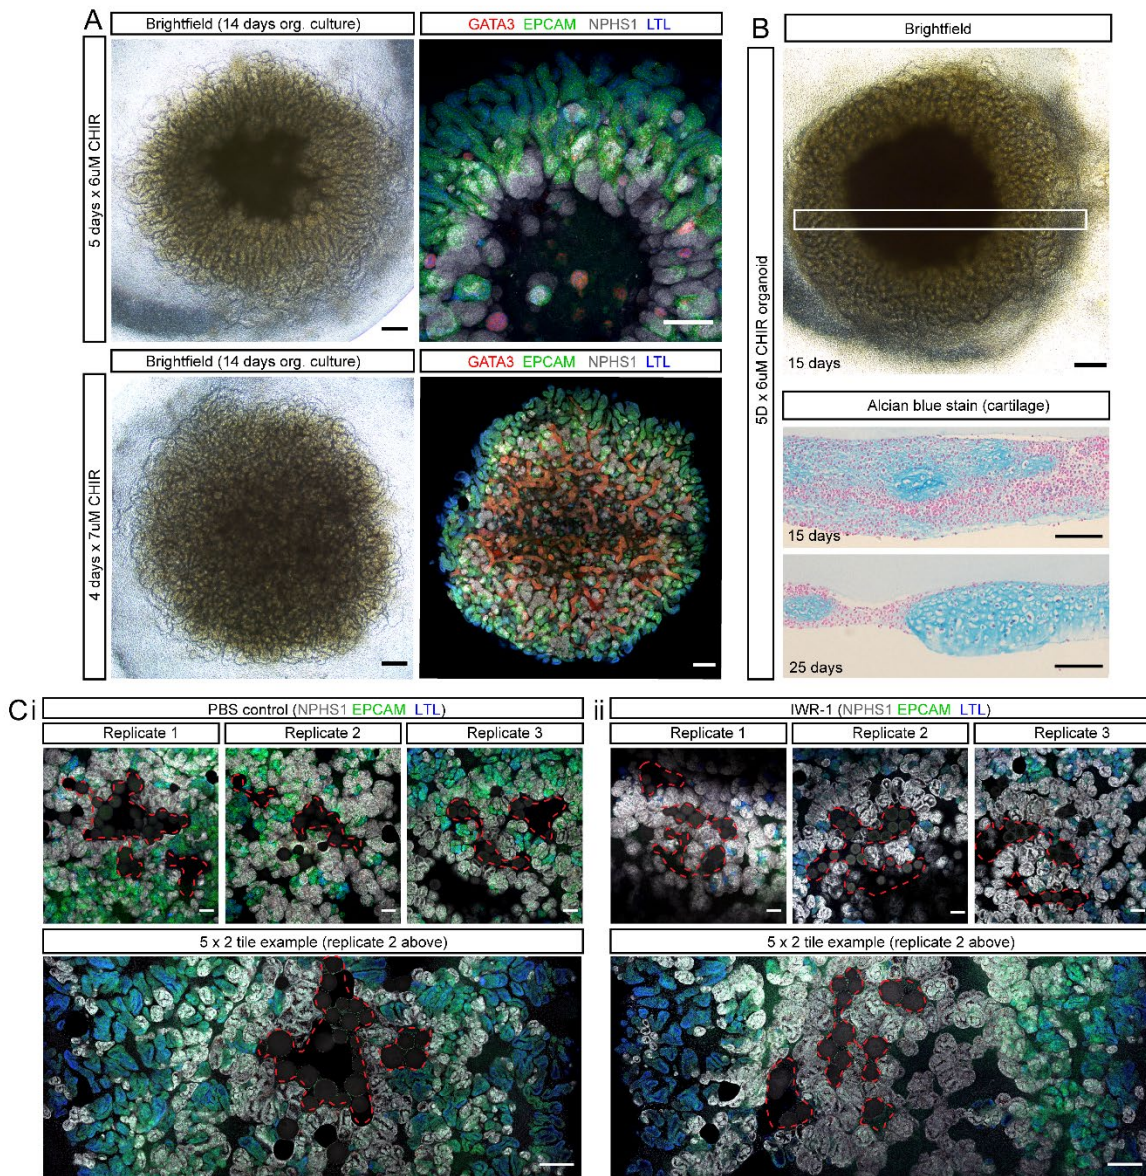 A
Brightfield (14 days org. culture)
GATA3 EPCAM NPHS1 LTL
5 days x 6uM CHIR
Brightfield (14 days org. culture)
GATA3 EPCAM NPHS1 LTL
4 days x 7uM CHIR
B
Brightfield
5D x 6uM CHIR organoid
15 days
Alcian blue stain (cartilage)
15 days
25 days
Ci
PBS control (NPHS1 EPCAM LTL)
Replicate 1
Replicate 2
Replicate 3
5 x 2 tile example (replicate 2 above)
ii
IWR-1 (NPHS1 EPCAM LTL)
Replicate 1
Replicate 2
Replicate 3
5 x 2 tile example (replicate 2 above)